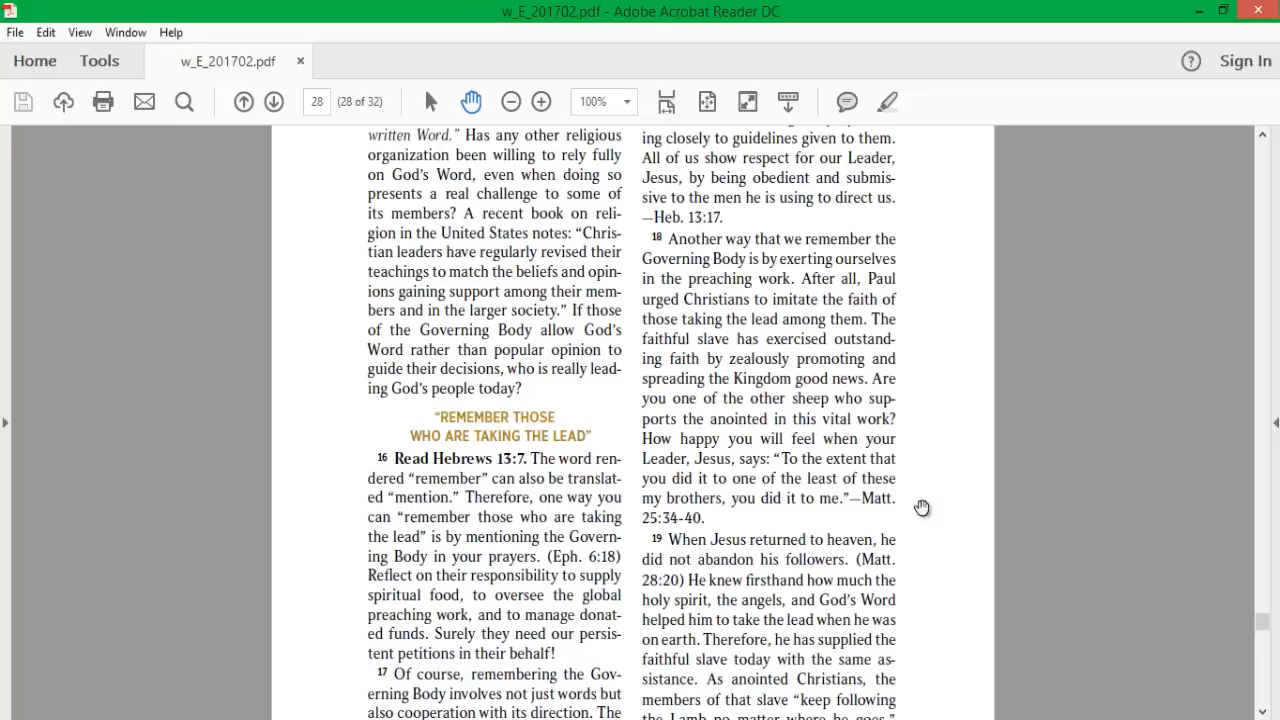 w_E_201702.pdf - Adobe Acrobat Reader DC
File Edit View Window Help
Home Tools w_E_201702.pdf × Sign In
28 (28 of 32) 100%
written Word.” Has any other religious
organization been willing to rely fully
on God’s Word, even when doing so
presents a real challenge to some of
its members? A recent book on reli-
gion in the United States notes: “Chris-
tian leaders have regularly revised their
teachings to match the beliefs and opin-
ions gaining support among their mem-
bers and in the larger society.” If those
of the Governing Body allow God’s
Word rather than popular opinion to
guide their decisions, who is really lead-
ing God’s people today?
“REMEMBER THOSE
WHO ARE TAKING THE LEAD”
16 Read Hebrews 13:7. The word ren-
dered “remember” can also be translat-
ed “mention.” Therefore, one way you
can “remember those who are taking
the lead” is by mentioning the Govern-
ing Body in your prayers. (Eph. 6:18)
Reflect on their responsibility to supply
spiritual food, to oversee the global
preaching work, and to manage donat-
ed funds. Surely they need our persis-
tent petitions in their behalf!
17 Of course, remembering the Gov-
erning Body involves not just words but
also cooperation with its direction. The
ing closely to guidelines given to them.
All of us show respect for our Leader,
Jesus, by being obedient and submis-
sive to the men he is using to direct us.
—Heb. 13:17.
18 Another way that we remember the
Governing Body is by exerting ourselves
in the preaching work. After all, Paul
urged Christians to imitate the faith of
those taking the lead among them. The
faithful slave has exercised outstand-
ing faith by zealously promoting and
spreading the Kingdom good news. Are
you one of the other sheep who sup-
ports the anointed in this vital work?
How happy you will feel when your
Leader, Jesus, says: “To the extent that
you did it to one of the least of these
my brothers, you did it to me.”—Matt.
25:34-40.
19 When Jesus returned to heaven, he
did not abandon his followers. (Matt.
28:20) He knew firsthand how much the
holy spirit, the angels, and God’s Word
helped him to take the lead when he was
on earth. Therefore, he has supplied the
faithful slave today with the same as-
sistance. As anointed Christians, the
members of that slave “keep following
the Lamb no matter where he goes.”